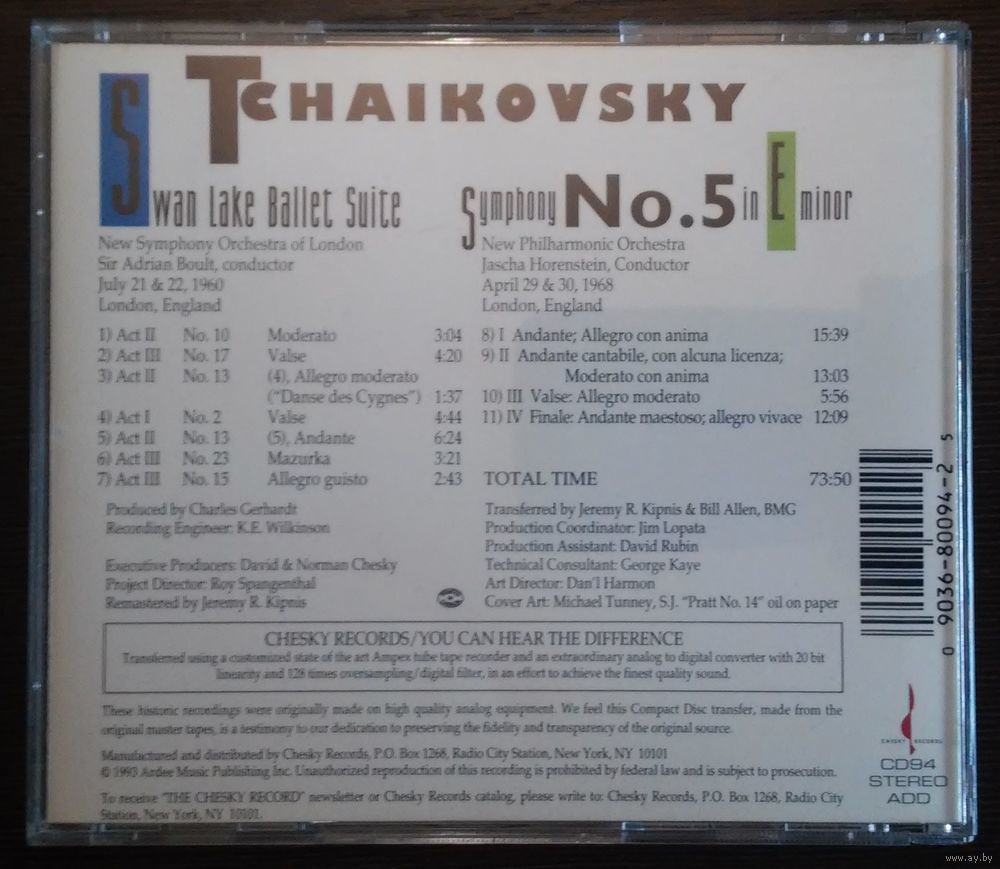 TCHAIKOVSKY
Swan Lake Ballet Suite
New Symphony Orchestra of London
Sir Adrian Boult, conductor
July 21 & 22, 1960
London, England
1) Act II No. 10 Moderato 3:04
2) Act III No. 17 Valse 4:20
3) Act II No. 13 (4), Allegro moderato
("Danse des Cygnes") 1:37
4) Act I No. 2 Valse 4:44
5) Act II No. 13 (5), Andante 6:24
6) Act III No. 23 Mazurka 3:21
7) Act III No. 15 Allegro guisto 2:43
Symphony No.5 in E minor
New Philharmonic Orchestra
Jascha Horenstein, Conductor
April 29 & 30, 1968
London, England
8) I Andante; Allegro con anima 15:39
9) II Andante cantabile, con alcuna licenza;
Moderato con anima 13:03
10) III Valse: Allegro moderato 5:56
11) IV Finale: Andante maestoso; allegro vivace 12:09
TOTAL TIME 73:50
Produced by Charles Gerhardt
Recording Engineer: K.E. Wilkinson
Executive Producers: David & Norman Chesky
Project Director: Roy Spangenthal
Remastered by Jeremy R. Kipnis
Transferred by Jeremy R. Kipnis & Bill Allen, BMG
Production Coordinator: Jim Lopata
Production Assistant: David Rubin
Technical Consultant: George Kaye
Art Director: Dan'l Harmon
Cover Art: Michael Tunney, S.J. "Pratt No. 14" oil on paper
CHESKY RECORDS/YOU CAN HEAR THE DIFFERENCE
Transferred using a customized state of the art Ampex tube tape recorder and an extraordinary analog to digital converter with 20 bit
linearity and 128 times oversampling/digital filter, in an effort to achieve the finest quality sound.
These historic recordings were originally made on high quality analog equipment. We feel this Compact Disc transfer, made from the
original master tapes, is a testimony to our dedication to preserving the fidelity and transparency of the original source.
Manufactured and distributed by Chesky Records, P.O. Box 1268, Radio City Station, New York, NY 10101
© 1993 Ardee Music Publishing Inc. Unauthorized reproduction of this recording is prohibited by federal law and is subject to prosecution.
To receive "THE CHESKY RECORD" newsletter or Chesky Records catalog, please write to: Chesky Records, P.O. Box 1268, Radio City
Station, New York, NY 10101.
0 9036-80094-2 5
CHESKY RECORDS
CD94
STEREO
ADD
www.ay.by